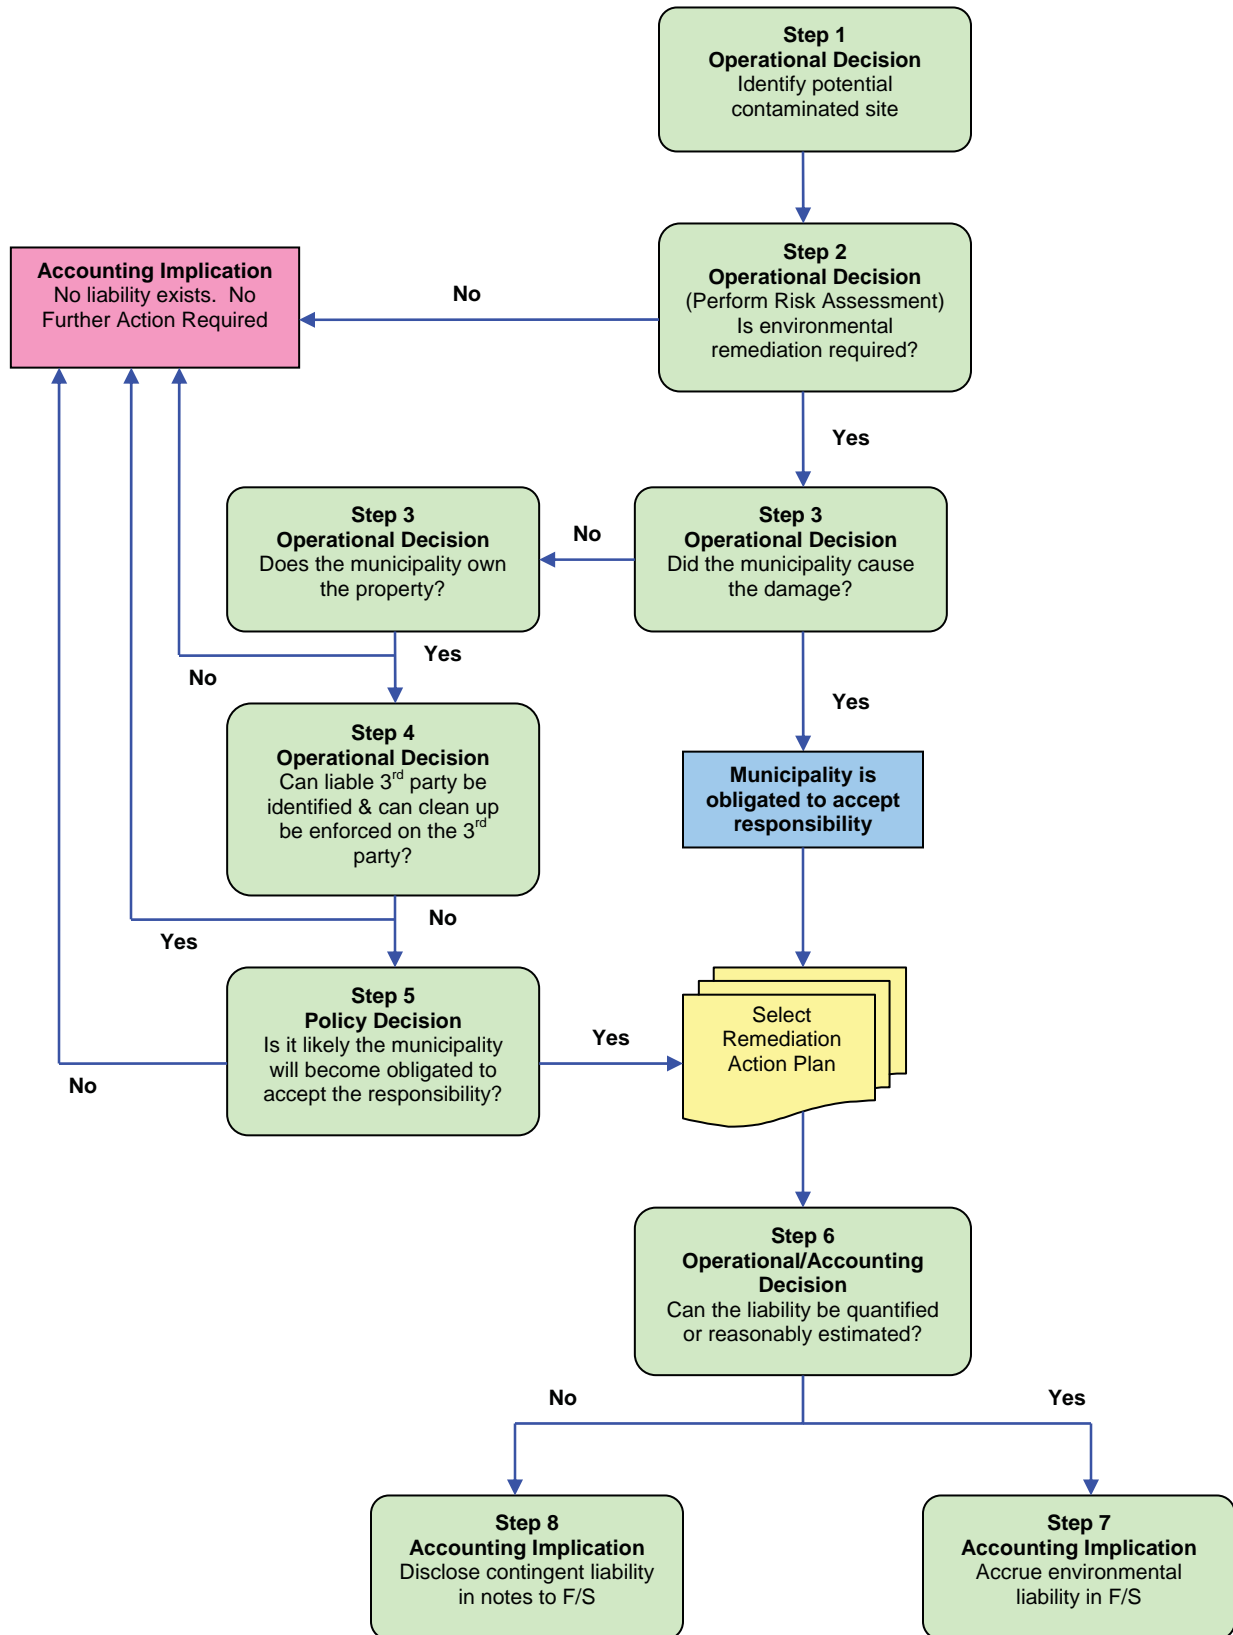 Step 1
Operational Decision
Identify potential
contaminated site
Step 2
Operational Decision
(Perform Risk Assessment)
Is environmental
remediation required?
No
Accounting Implication
No liability exists.  No
Further Action Required
Yes
Step 3
Operational Decision
Did the municipality cause
the damage?
No
Step 3
Operational Decision
Does the municipality own
the property?
Yes
No
Yes
Step 4
Operational Decision
Can liable 3rd party be
identified & can clean up
be enforced on the 3rd
party?
Municipality is
obligated to accept
responsibility
No
Yes
Step 5
Policy Decision
Is it likely the municipality
will become obligated to
accept the responsibility?
Yes
No
Select
Remediation
Action Plan
Step 6
Operational/Accounting
Decision
Can the liability be quantified
or reasonably estimated?
No
Yes
Step 8
Accounting Implication
Disclose contingent liability
in notes to F/S
Step 7
Accounting Implication
Accrue environmental
liability in F/S